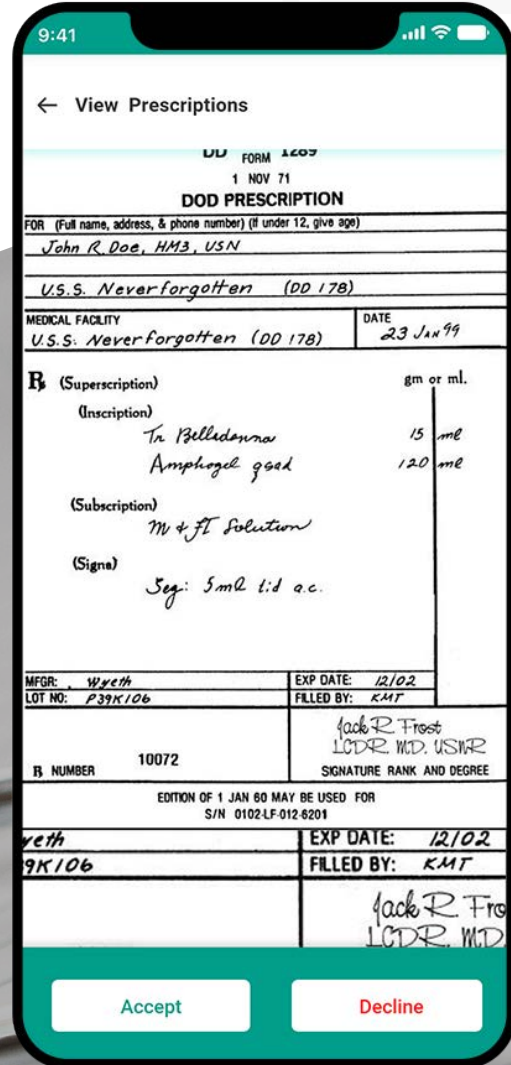 9:41
View Prescriptions
DD FORM 1289
1 NOV 71
DOD PRESCRIPTION
FOR (Full name, address, & phone number) (If under 12, give age)
John R. Doe, HM3, USN
U.S.S. Neverforgotten (DD 178)
MEDICAL FACILITY
U.S.S. Neverforgotten (DD 178)
DATE
23 JAN 99
℞ (Superscription) gm or ml.
(Inscription)
Tr Belladonna 15 ml
Amphogel qsad 120 ml
(Subscription)
M & ft Solution
(Signa)
Sig: 5ml tid a.c.
MFGR: Wyeth EXP DATE: 12/02
LOT NO: P39K106 FILLED BY: KMT
Jack R. Frost
LCDR. MD. USNR
℞ NUMBER 10072 SIGNATURE RANK AND DEGREE
EDITION OF 1 JAN 60 MAY BE USED FOR
S/N 0102-LF-012-6201
yeth EXP DATE: 12/02
39K106 FILLED BY: KMT
Jack R. Fro
LCDR. MD.
Accept Decline